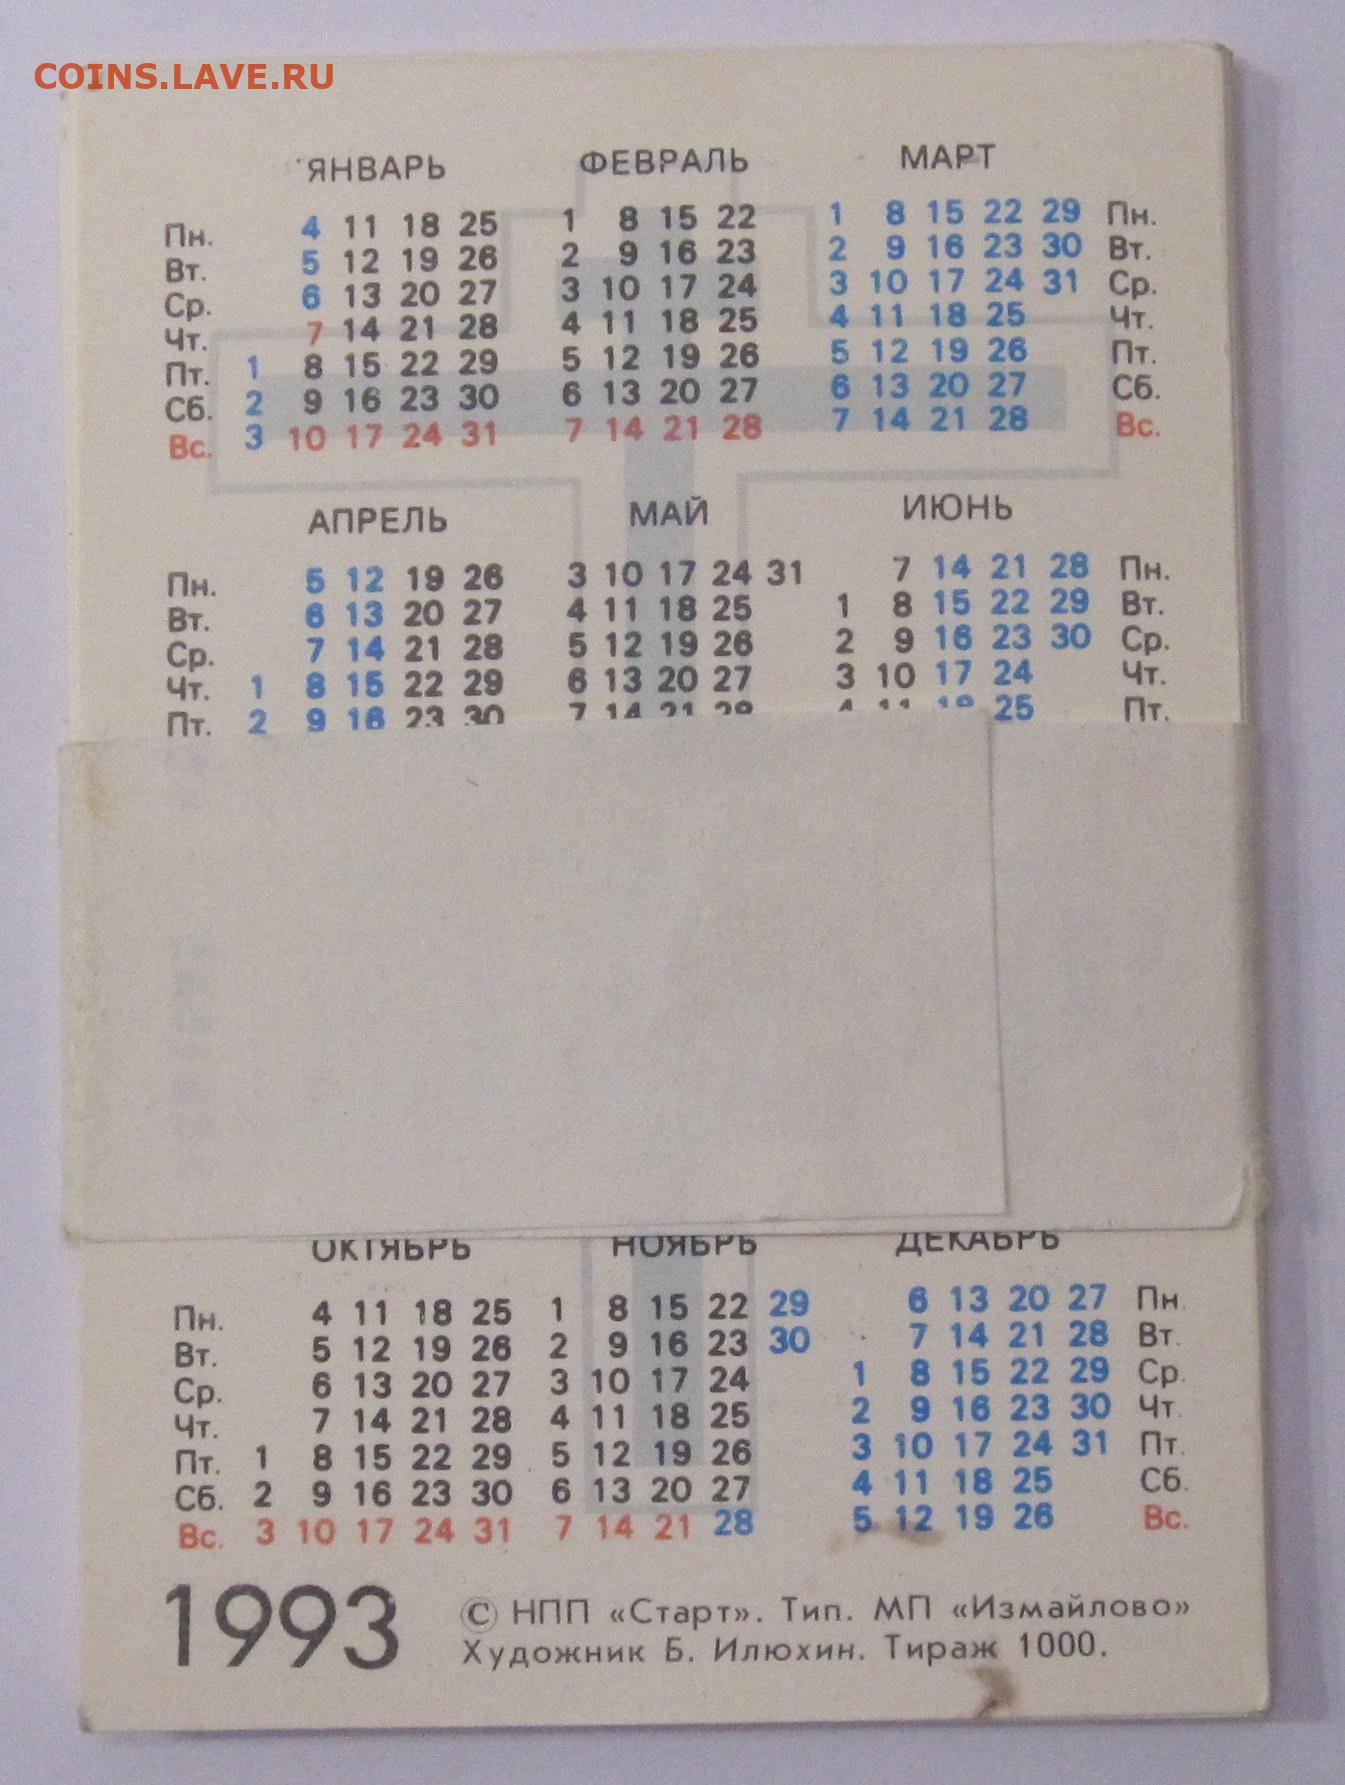 COINS.LAVE.RU
ЯНВАРЬ ФЕВРАЛЬ МАРТ
Пн. 4 11 18 25 1 8 15 22 1 8 15 22 29 Пн.
Вт. 5 12 19 26 2 9 16 23 2 9 16 23 30 Вт.
Ср. 6 13 20 27 3 10 17 24 3 10 17 24 31 Ср.
Чт. 7 14 21 28 4 11 18 25 4 11 18 25 Чт.
Пт. 1 8 15 22 29 5 12 19 26 5 12 19 26 Пт.
Сб. 2 9 16 23 30 6 13 20 27 6 13 20 27 Сб.
Вс. 3 10 17 24 31 7 14 21 28 7 14 21 28 Вс.
АПРЕЛЬ МАЙ ИЮНЬ
Пн. 5 12 19 26 3 10 17 24 31 7 14 21 28 Пн.
Вт. 6 13 20 27 4 11 18 25 1 8 15 22 29 Вт.
Ср. 7 14 21 28 5 12 19 26 2 9 16 23 30 Ср.
Чт. 1 8 15 22 29 6 13 20 27 3 10 17 24 Чт.
Пт. 2 9 16 23 30 7 14 21 28 4 11 18 25 Пт.
ОКТЯБРЬ НОЯБРЬ ДЕКАБРЬ
Пн. 4 11 18 25 1 8 15 22 29 6 13 20 27 Пн.
Вт. 5 12 19 26 2 9 16 23 30 7 14 21 28 Вт.
Ср. 6 13 20 27 3 10 17 24 1 8 15 22 29 Ср.
Чт. 7 14 21 28 4 11 18 25 2 9 16 23 30 Чт.
Пт. 1 8 15 22 29 5 12 19 26 3 10 17 24 31 Пт.
Сб. 2 9 16 23 30 6 13 20 27 4 11 18 25 Сб.
Вс. 3 10 17 24 31 7 14 21 28 5 12 19 26 Вс.
1993 © НПП «Старт». Тип. МП «Измайлово»
Художник Б. Илюхин. Тираж 1000.